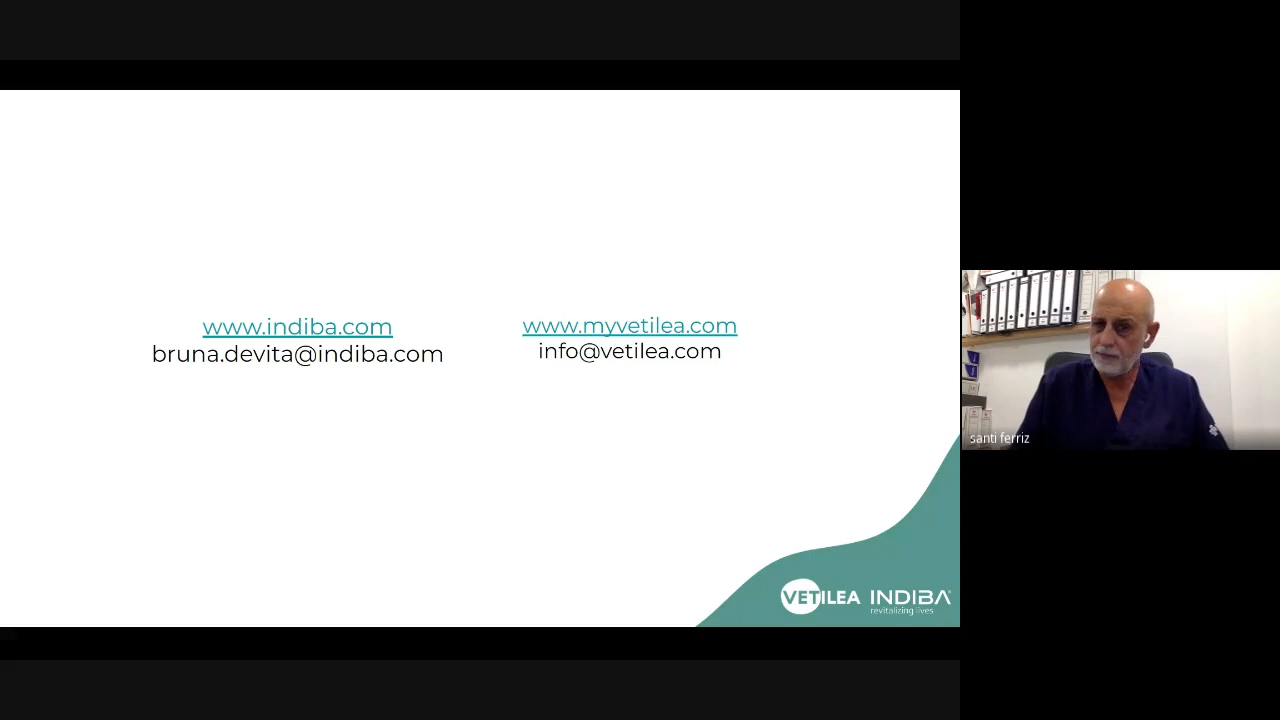 www.indiba.com
bruna.devita@indiba.com
www.myvetilea.com
info@vetilea.com
santi ferriz
VETILEA INDIBA®
revitalizing lives